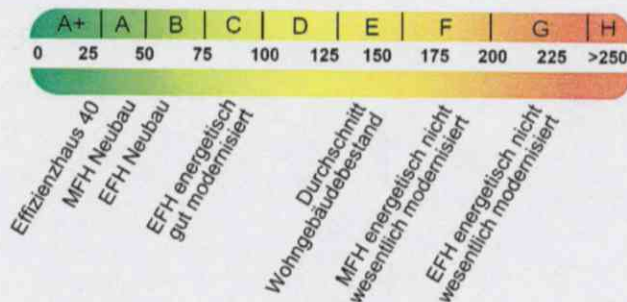 A+ A B C D E F G H
0 25 50 75 100 125 150 175 200 225 >250
Effizienzhaus 40
MFH Neubau
EFH Neubau
EFH energetisch
gut modernisiert
Durchschnitt
Wohngebäudebestand
MFH energetisch nicht
wesentlich modernisiert
EFH energetisch nicht
wesentlich modernisiert